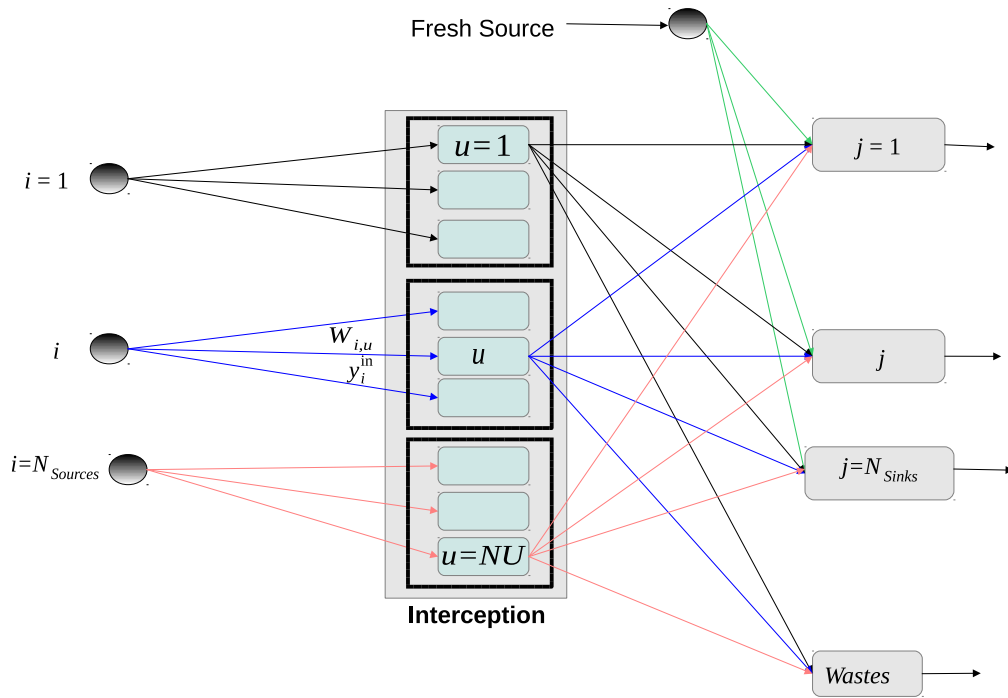 Fresh Source
u=1
j = 1
i = 1
W_{i,u}
i
u
j
y_i^{in}
i=N_{Sources}
j=N_{Sinks}
u=NU
Interception
Wastes